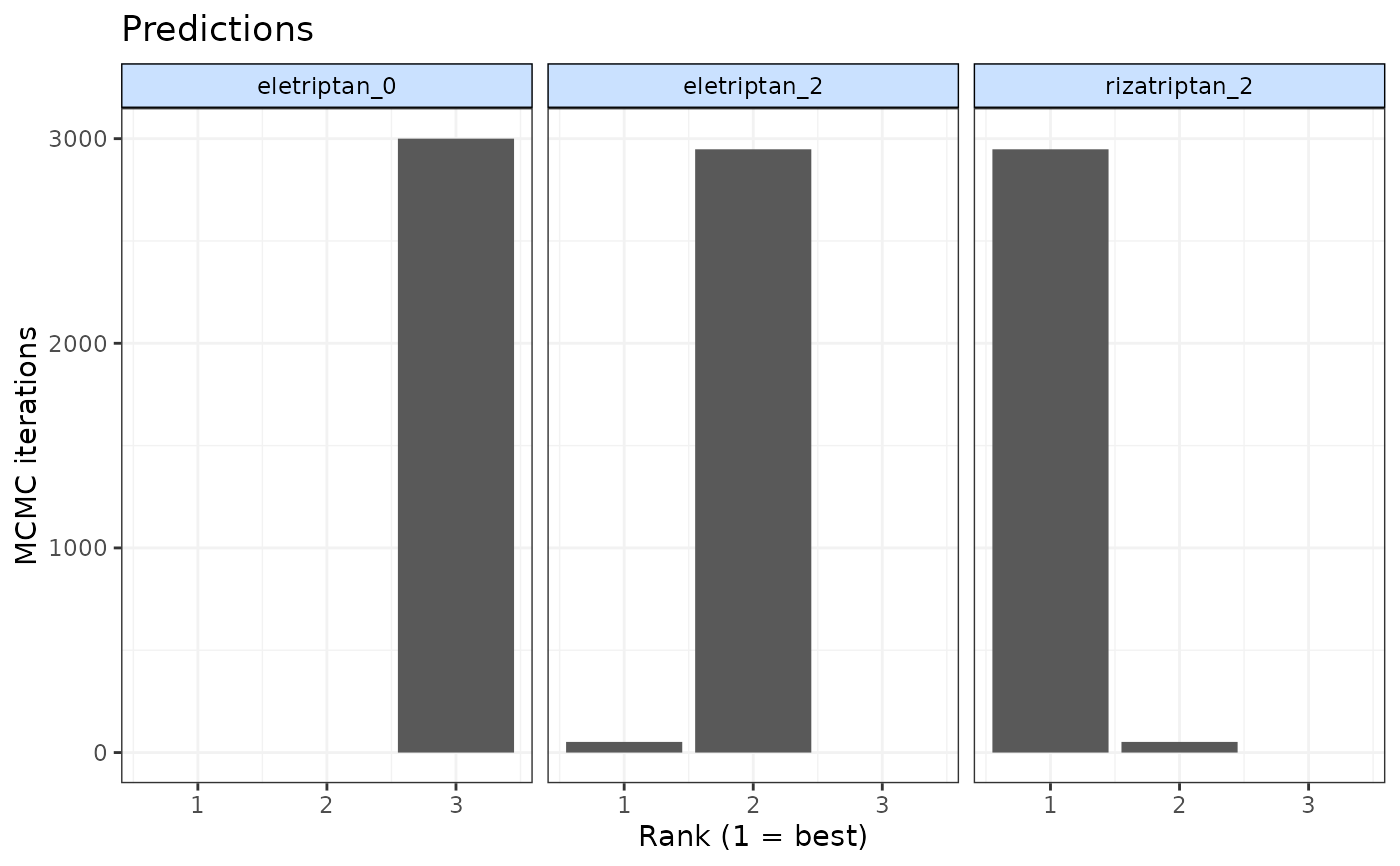 Predictions
eletriptan_0 eletriptan_2 rizatriptan_2
MCMC iterations
3000
2000
1000
0
1 2 3 1 2 3 1 2 3
Rank (1 = best)